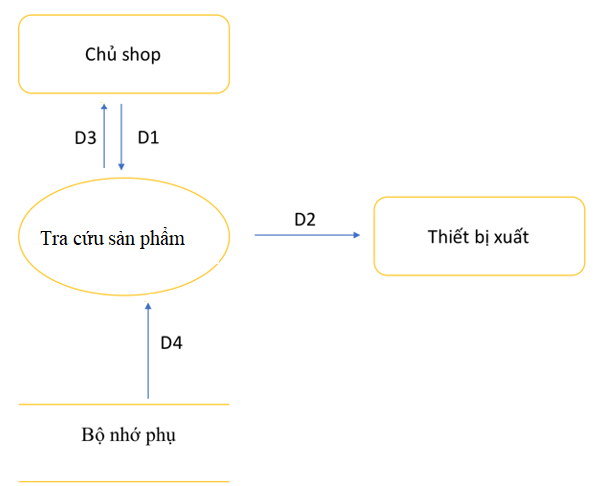 Chủ shop
D3
D1
Tra cứu sản phẩm
D2
Thiết bị xuất
D4
Bộ nhớ phụ